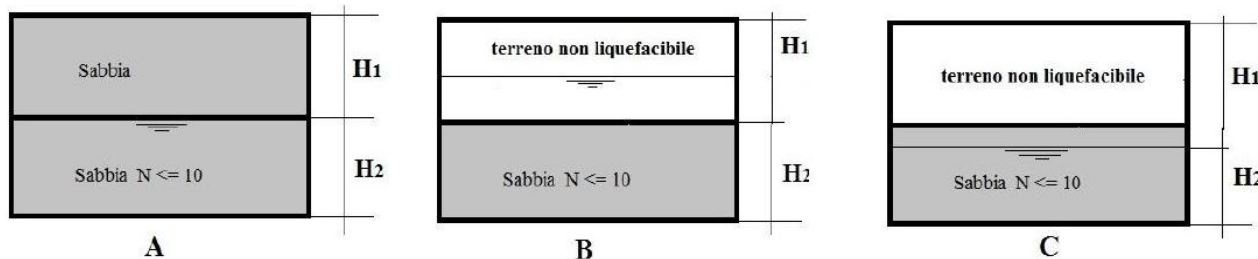 Sabbia
H1
Sabbia N <= 10
H2
A
terreno non liquefacibile
H1
Sabbia N <= 10
H2
B
terreno non liquefacibile
H1
Sabbia N <= 10
H2
C